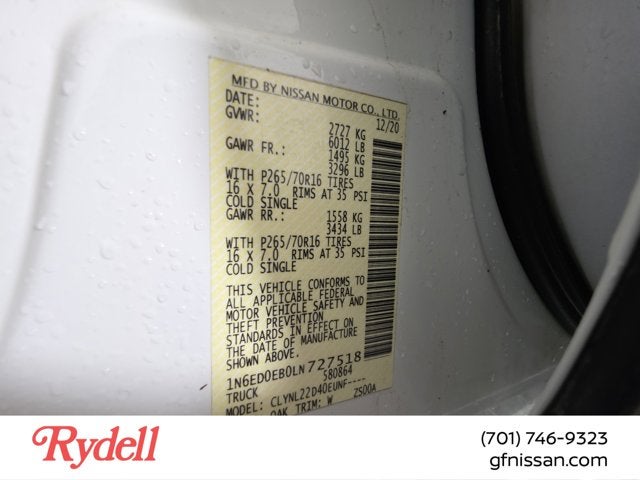 MFD BY NISSAN MOTOR CO., LTD.
DATE: 12/20
GVWR: 2727 KG
6012 LB
GAWR FR.: 1495 KG
3296 LB
WITH P265/70R16 TIRES
16 X 7.0 RIMS AT 35 PSI
COLD SINGLE
GAWR RR.: 1558 KG
3434 LB
WITH P265/70R16 TIRES
16 X 7.0 RIMS AT 35 PSI
COLD SINGLE
THIS VEHICLE CONFORMS TO
ALL APPLICABLE FEDERAL
MOTOR VEHICLE SAFETY AND
THEFT PREVENTION
STANDARDS IN EFFECT ON
THE DATE OF MANUFACTURE
SHOWN ABOVE.
1N6ED0EB0LN727518
TRUCK 580864
MODEL: CLYNL22D40EUNF----
TRIM: W ZS00A
Rydell
(701) 746-9323
gfnissan.com